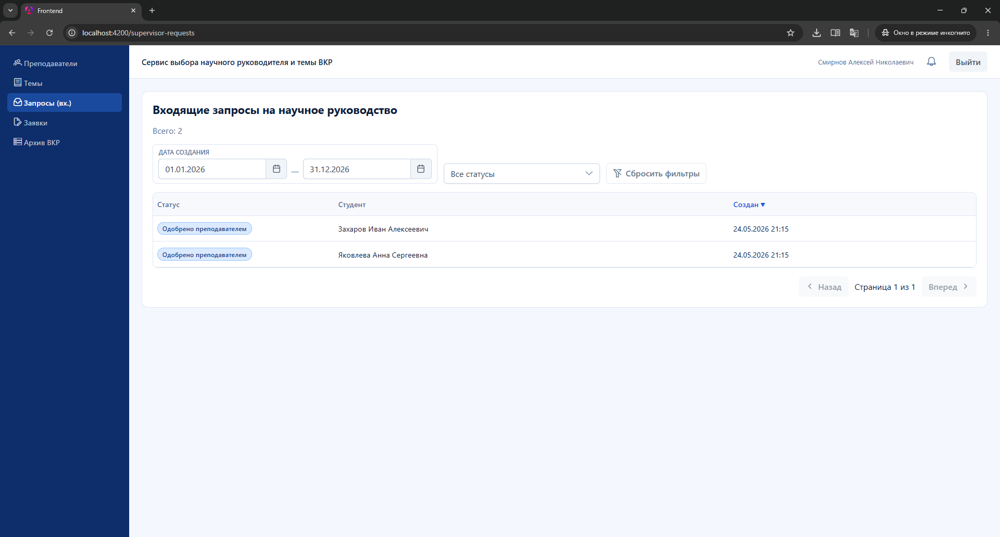 Frontend
localhost:4200/supervisor-requests
Окно в режиме инкогнито
Преподаватели
Темы
Запросы (вх.)
Заявки
Архив ВКР
Сервис выбора научного руководителя и темы ВКР
Смирнов Алексей Николаевич
Выйти
Входящие запросы на научное руководство
Всего: 2
ДАТА СОЗДАНИЯ
01.01.2026 — 31.12.2026
Все статусы
Сбросить фильтры
Статус Студент Создан ▼
Одобрено преподавателем Захаров Иван Алексеевич 24.05.2026 21:15
Одобрено преподавателем Яковлева Анна Сергеевна 24.05.2026 21:15
Назад Страница 1 из 1 Вперед